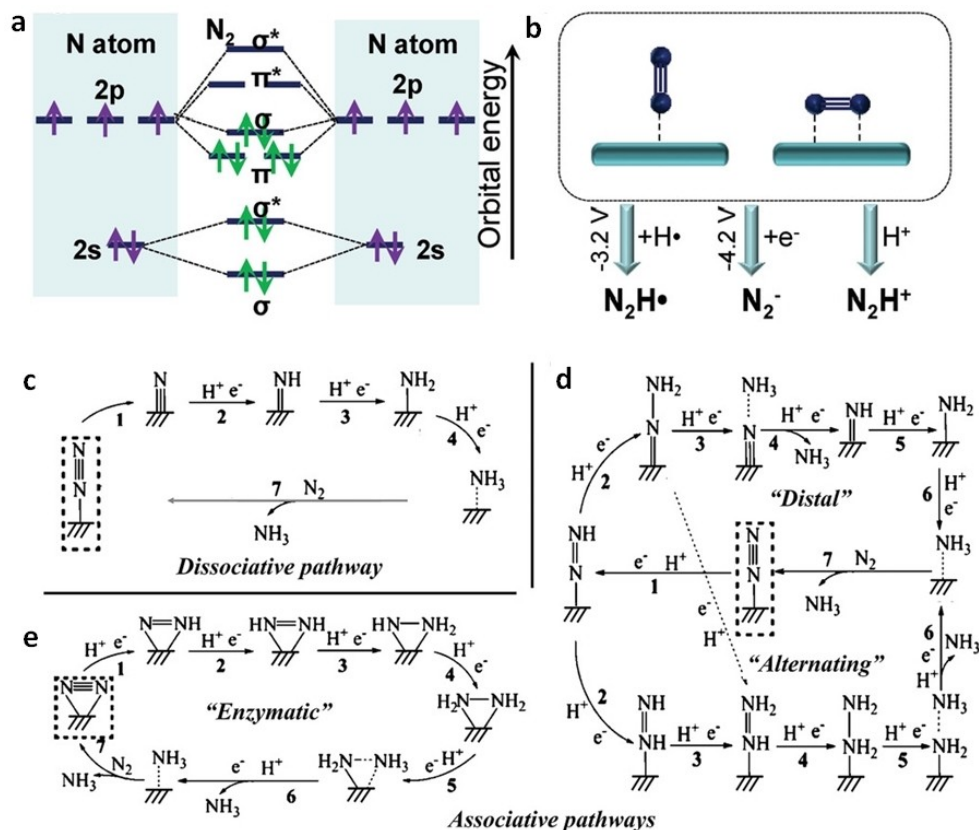 a
N atom
N₂
σ*
N atom
2p
π*
2p
σ
π
σ*
2s
2s
σ
Orbital energy
b
-3.2 V
+H•
-4.2 V
+e⁻
H⁺
N₂H•
N₂⁻
N₂H⁺
c
N
H⁺ e⁻
NH
H⁺ e⁻
NH₂
H⁺
e⁻
1
2
3
4
N
N
NH₃
7 N₂
NH₃
Dissociative pathway
d
NH₂
NH₃
N
H⁺ e⁻
N
H⁺ e⁻
NH
H⁺ e⁻
NH₂
3
4
NH₃
5
e⁻
H⁺
2
"Distal"
6
H⁺
e⁻
NH
N
e⁻ H⁺
1
N
N
7 N₂
NH₃
NH₃
e⁻
H⁺
"Alternating"
6
e⁻
H⁺
NH₃
2
H⁺
e⁻
NH
NH
H⁺ e⁻
3
NH₂
NH
H⁺ e⁻
4
NH₂
NH₂
H⁺ e⁻
5
NH₃
NH₂
e
H⁺ e⁻
1
N=NH
H⁺ e⁻
2
HN=NH
H⁺ e⁻
3
HN–NH₂
H⁺
e⁻
4
N≡N
"Enzymatic"
H₂N–NH₂
7
N₂
NH₃
NH₃
e⁻ H⁺
6
NH₃
H₂N---NH₃
e⁻ H⁺
5
Associative pathways